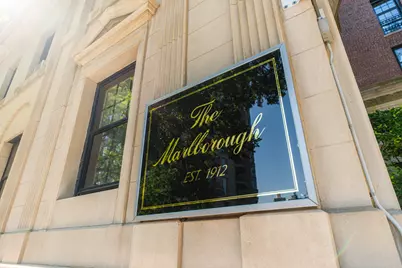 The
Marlborough
EST. 1912